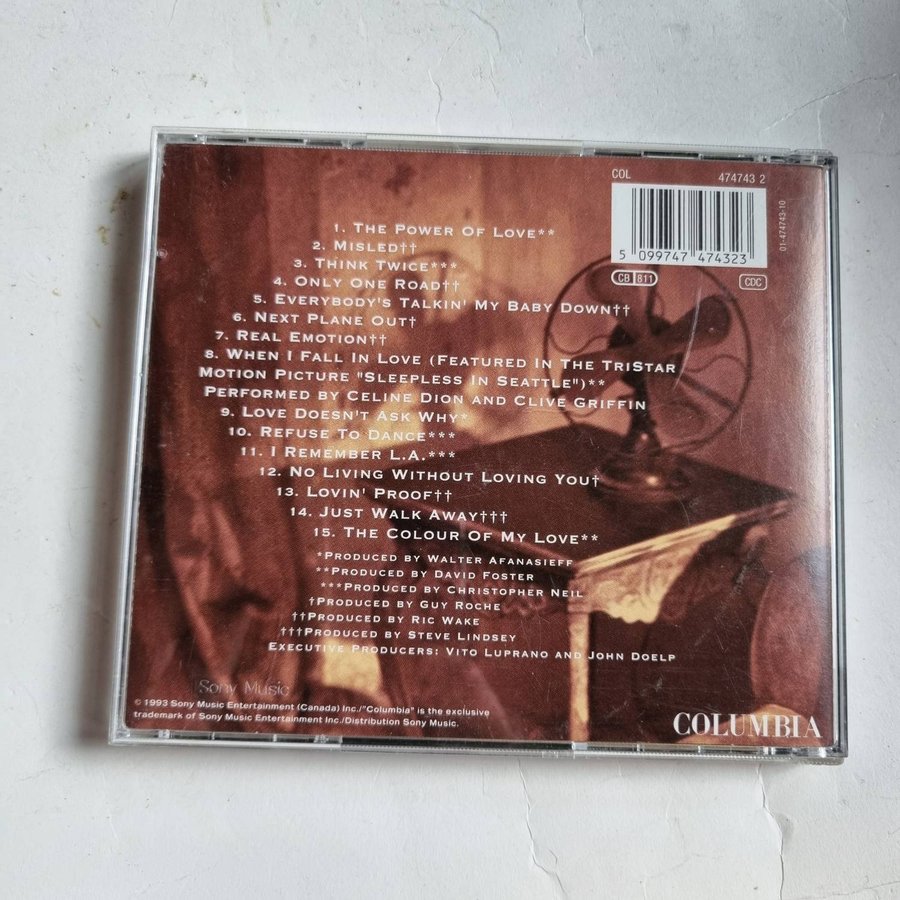 COL 474743 2
5 099747 474323
01-474743-10
CB 811
CDC
1. The Power Of Love**
2. Misled††
3. Think Twice***
4. Only One Road††
5. Everybody's Talkin' My Baby Down††
6. Next Plane Out†
7. Real Emotion††
8. When I Fall In Love (Featured In The TriStar
Motion Picture "Sleepless In Seattle")**
Performed by Celine Dion and Clive Griffin
9. Love Doesn't Ask Why*
10. Refuse To Dance***
11. I Remember L.A.***
12. No Living Without Loving You†
13. Lovin' Proof††
14. Just Walk Away†††
15. The Colour Of My Love**
*Produced by Walter Afanasieff
**Produced by David Foster
***Produced by Christopher Neil
†Produced by Guy Roche
††Produced by Ric Wake
†††Produced by Steve Lindsey
Executive Producers: Vito Luprano and John Doelp
Sony Music
© 1993 Sony Music Entertainment (Canada) Inc./"Columbia" is the exclusive
trademark of Sony Music Entertainment Inc./Distribution Sony Music.
COLUMBIA